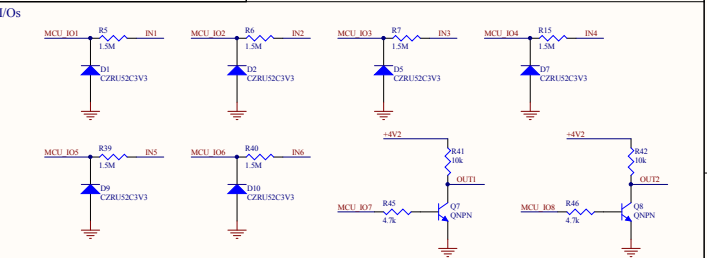 I/Os
MCU_IO1 R5 IN1
1.5M
D1
CZRU52C3V3
MCU_IO2 R6 IN2
1.5M
D2
CZRU52C3V3
MCU_IO3 R7 IN3
1.5M
D5
CZRU52C3V3
MCU_IO4 R15 IN4
1.5M
D7
CZRU52C3V3
MCU_IO5 R39 IN5
1.5M
D9
CZRU52C3V3
MCU_IO6 R40 IN6
1.5M
D10
CZRU52C3V3
+4V2
R41
10k
OUT1
MCU_IO7 R45
4.7k
Q7
QNPN
+4V2
R42
10k
OUT2
MCU_IO8 R46
4.7k
Q8
QNPN